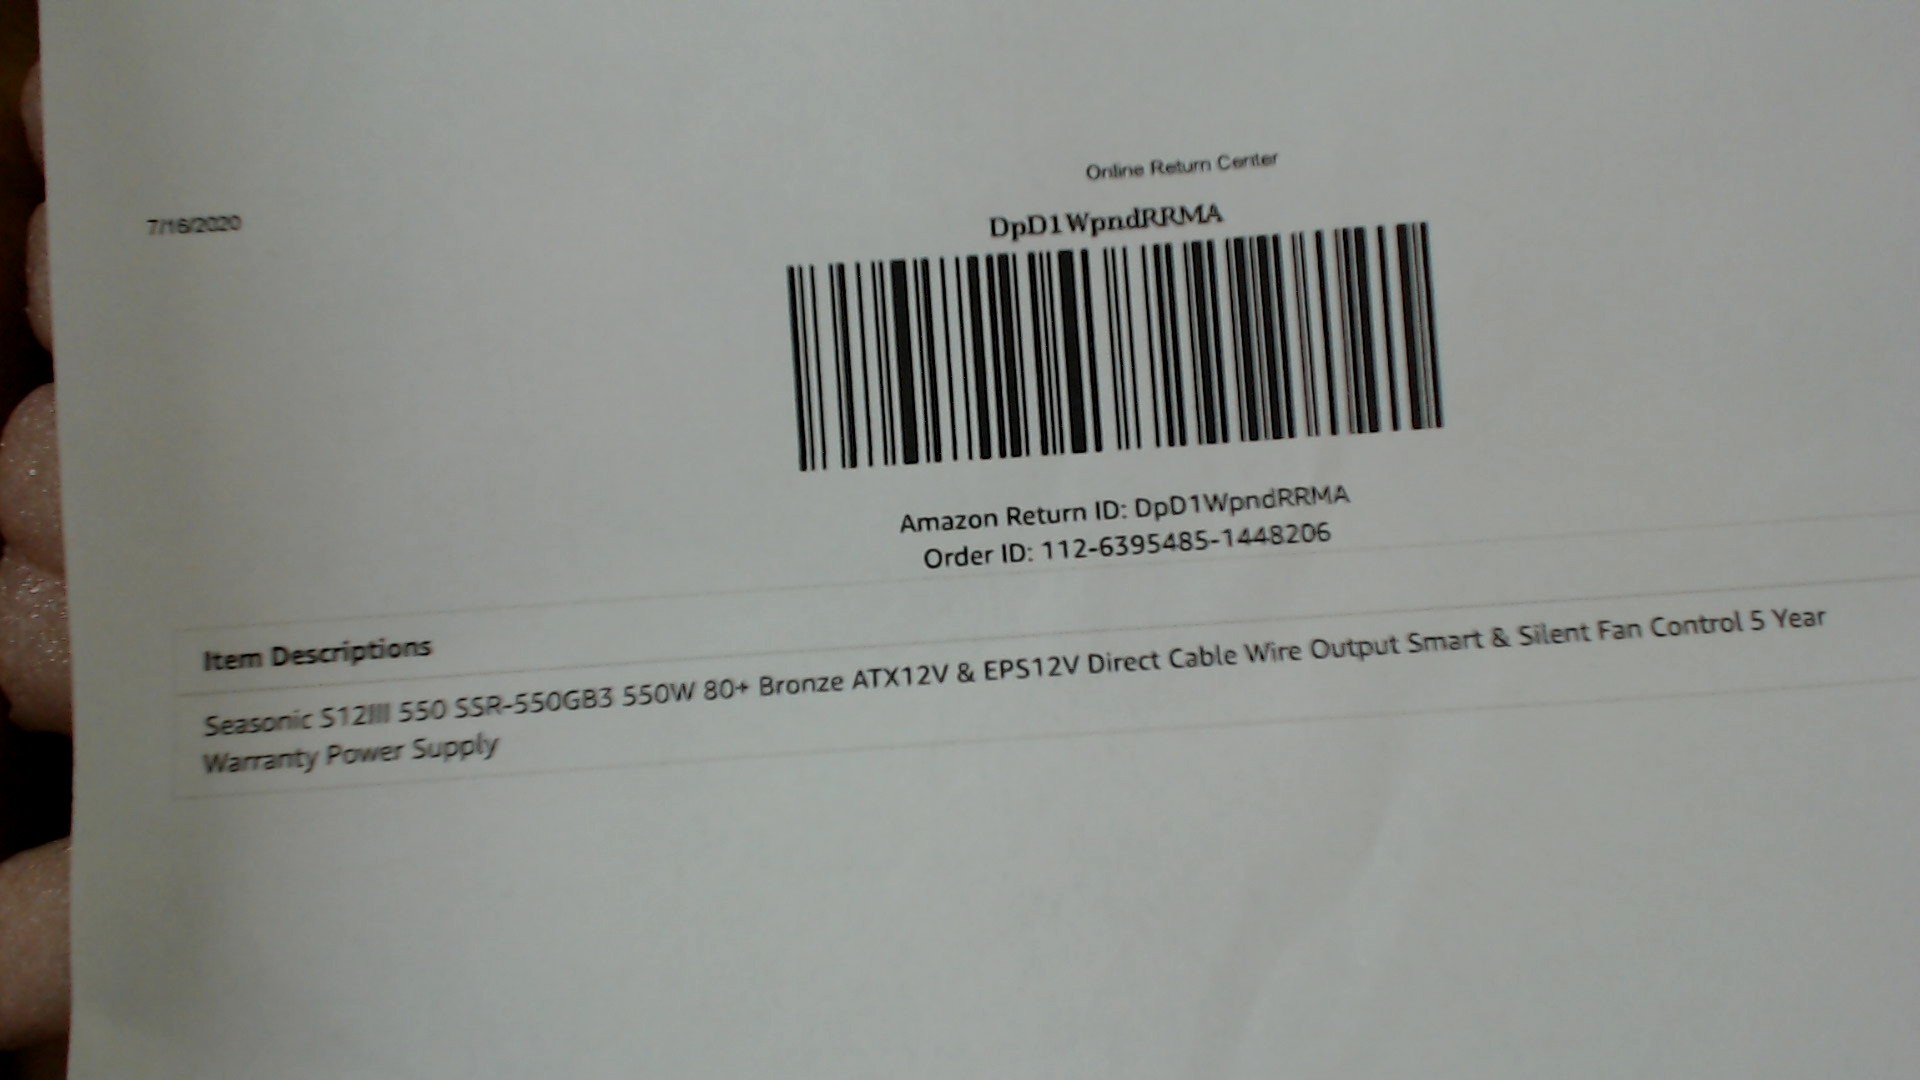 Online Return Center
7/16/2020
DpD1WpndRRMA
Amazon Return ID: DpD1WpndRRMA
Order ID: 112-6395485-1448206
Item Descriptions
Seasonic S12III 550 SSR-550GB3 550W 80+ Bronze ATX12V & EPS12V Direct Cable Wire Output Smart & Silent Fan Control 5 Year
Warranty Power Supply